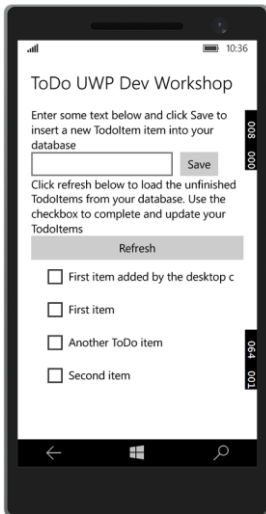 10:36
ToDo UWP Dev Workshop
Enter some text below and click Save to
insert a new TodoItem item into your
database
Save
Click refresh below to load the unfinished
TodoItems from your database. Use the
checkbox to complete and update your
TodoItems
Refresh
First item added by the desktop c
First item
Another ToDo item
Second item
008 000
064 001